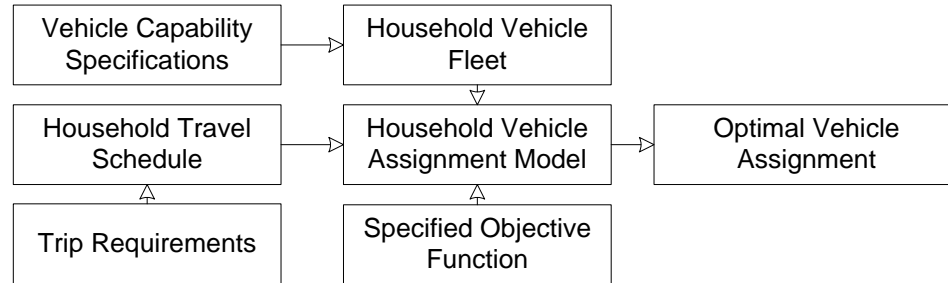 Vehicle Capability
Specifications
Household Vehicle
Fleet
Household Travel
Schedule
Household Vehicle
Assignment Model
Optimal Vehicle
Assignment
Trip Requirements
Specified Objective
Function